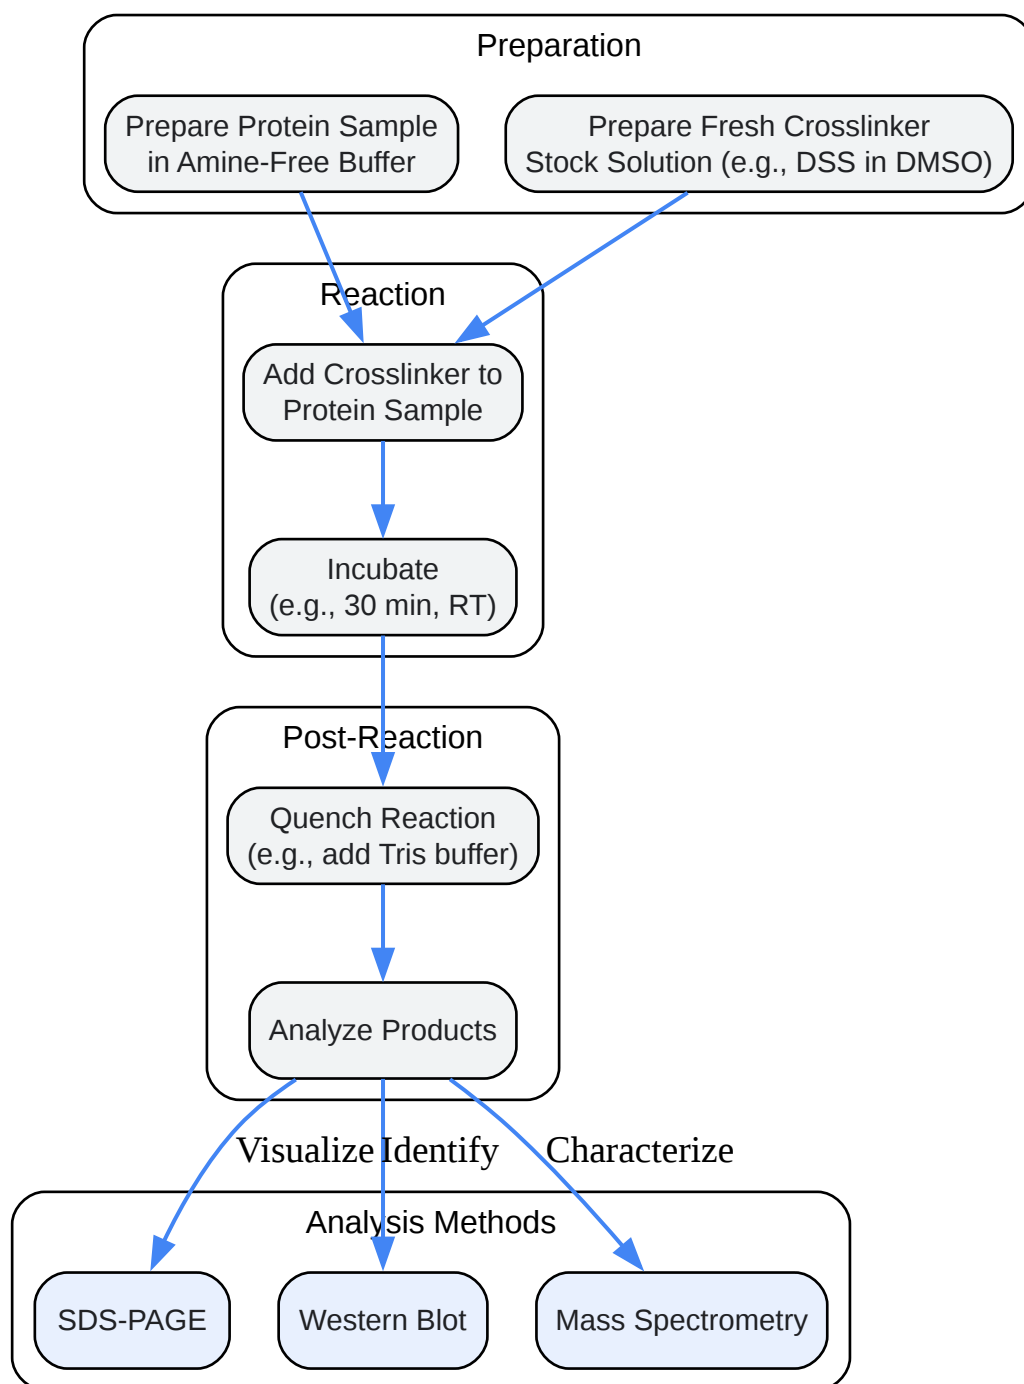 Preparation
Prepare Protein Sample
in Amine-Free Buffer
Prepare Fresh Crosslinker
Stock Solution (e.g., DSS in DMSO)
Reaction
Add Crosslinker to
Protein Sample
Incubate
(e.g., 30 min, RT)
Post-Reaction
Quench Reaction
(e.g., add Tris buffer)
Analyze Products
Visualize
Identify
Characterize
Analysis Methods
SDS-PAGE
Western Blot
Mass Spectrometry